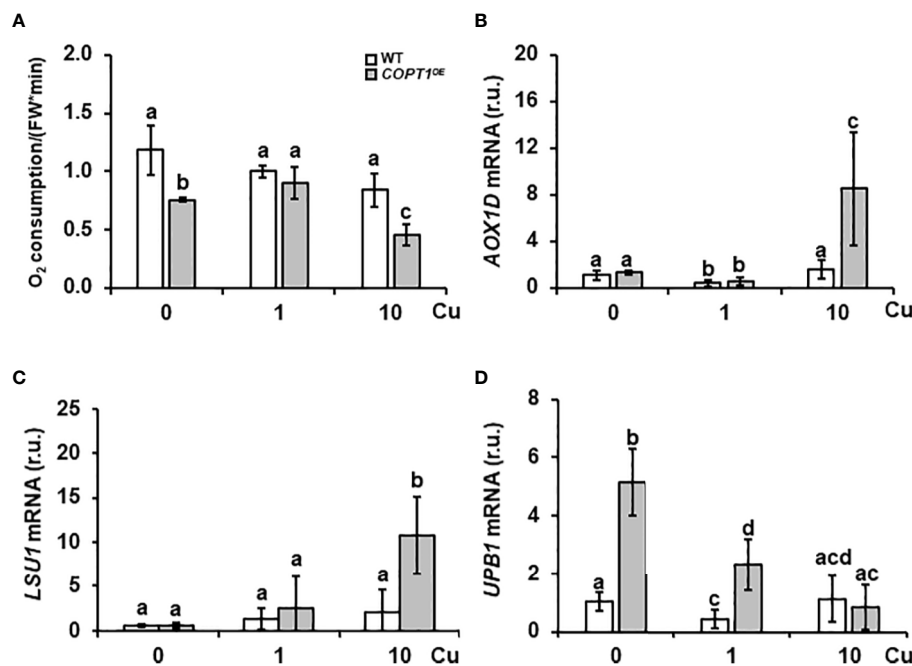 A
O₂ consumption/(FW*min)
2.0
1.5
1.0
0.5
0.0
WT
COPT1ᴼᴱ
a
b
a
a
a
c
0 1 10 Cu
B
AOX1D mRNA (r.u.)
20
16
12
8
4
0
a
a
b
b
a
c
0 1 10 Cu
C
LSU1 mRNA (r.u.)
25
20
15
10
5
0
a
a
a
a
a
b
0 1 10 Cu
D
UPB1 mRNA (r.u.)
8
6
4
2
0
a
b
c
d
acd
ac
0 1 10 Cu